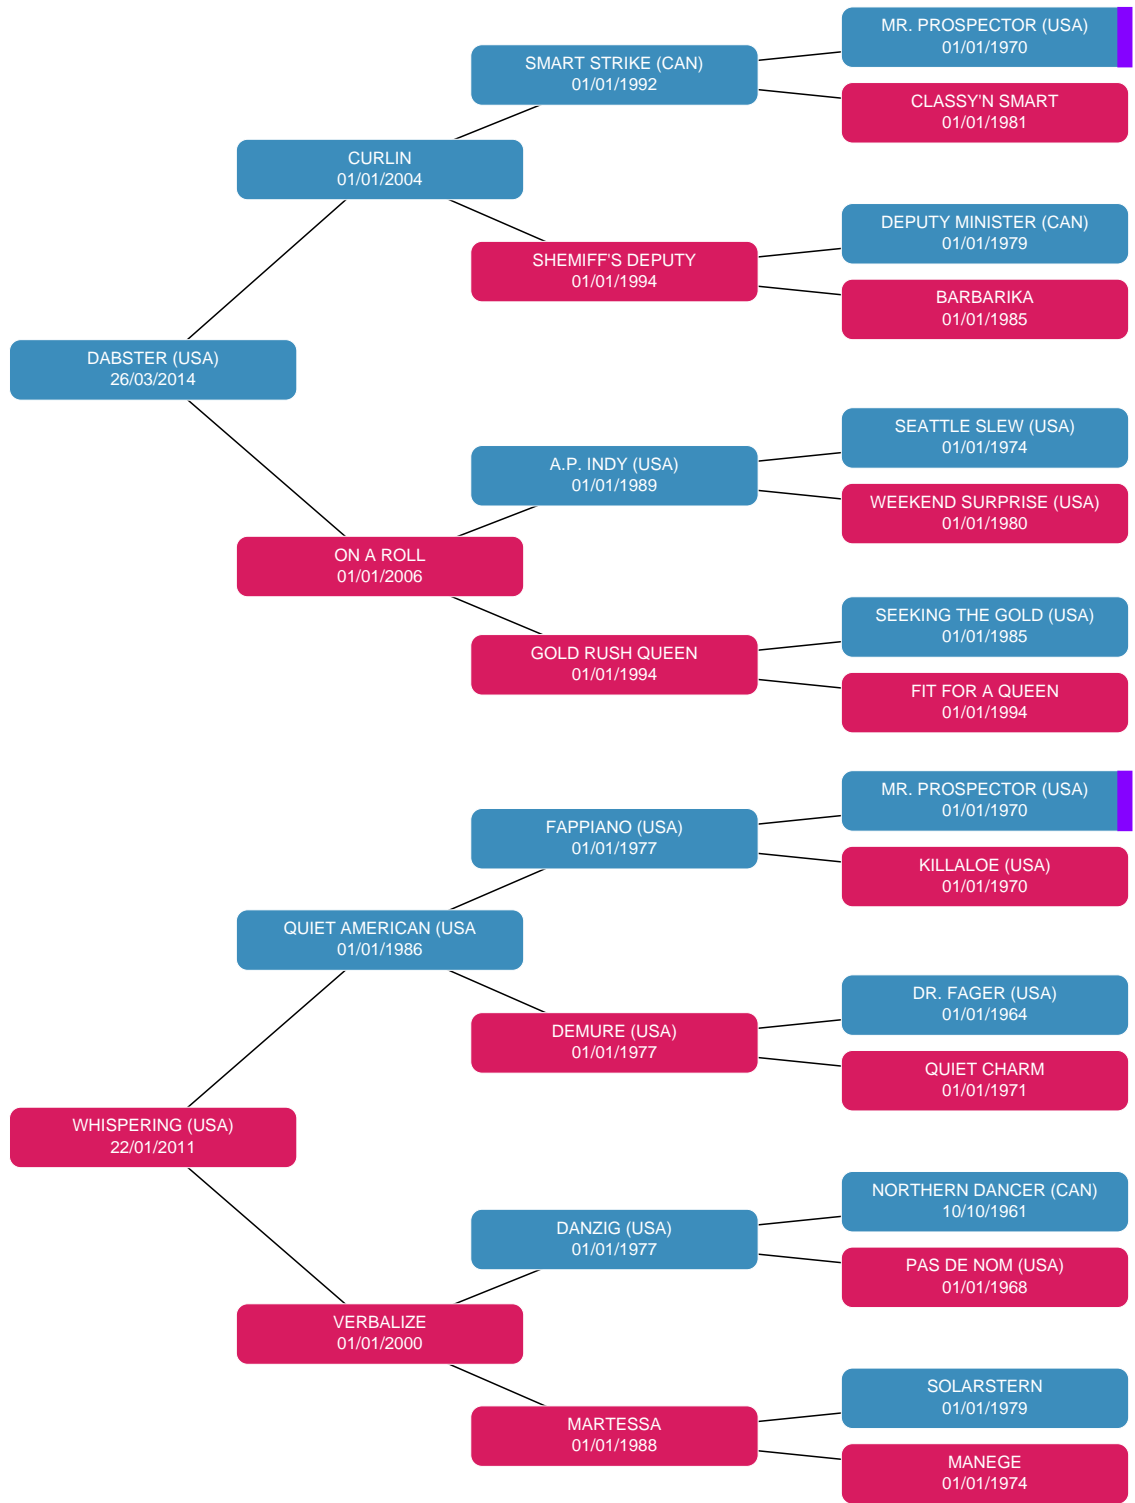 MR. PROSPECTOR (USA)
01/01/1970
SMART STRIKE (CAN)
01/01/1992
CLASSY'N SMART
01/01/1981
CURLIN
01/01/2004
DEPUTY MINISTER (CAN)
01/01/1979
SHEMIFF'S DEPUTY
01/01/1994
BARBARIKA
01/01/1985
DABSTER (USA)
26/03/2014
SEATTLE SLEW (USA)
01/01/1974
A.P. INDY (USA)
01/01/1989
WEEKEND SURPRISE (USA)
01/01/1980
ON A ROLL
01/01/2006
SEEKING THE GOLD (USA)
01/01/1985
GOLD RUSH QUEEN
01/01/1994
FIT FOR A QUEEN
01/01/1994
MR. PROSPECTOR (USA)
01/01/1970
FAPPIANO (USA)
01/01/1977
KILLALOE (USA)
01/01/1970
QUIET AMERICAN (USA
01/01/1986
DR. FAGER (USA)
01/01/1964
DEMURE (USA)
01/01/1977
QUIET CHARM
01/01/1971
WHISPERING (USA)
22/01/2011
NORTHERN DANCER (CAN)
10/10/1961
DANZIG (USA)
01/01/1977
PAS DE NOM (USA)
01/01/1968
VERBALIZE
01/01/2000
SOLARSTERN
01/01/1979
MARTESSA
01/01/1988
MANEGE
01/01/1974